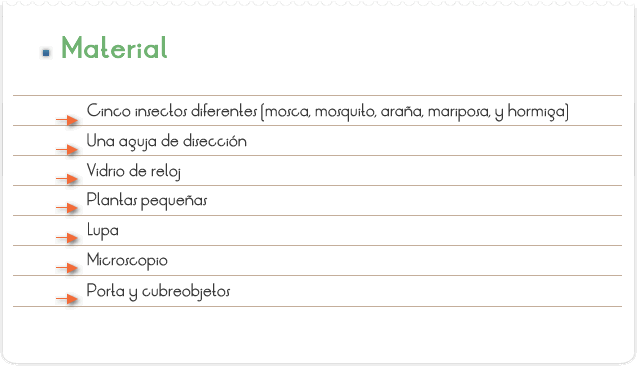 Material
Cinco insectos diferentes (mosca, mosquito, araña, mariposa, y hormiga)
Una aguja de disección
Vidrio de reloj
Plantas pequeñas
Lupa
Microscopio
Porta y cubreobjetos